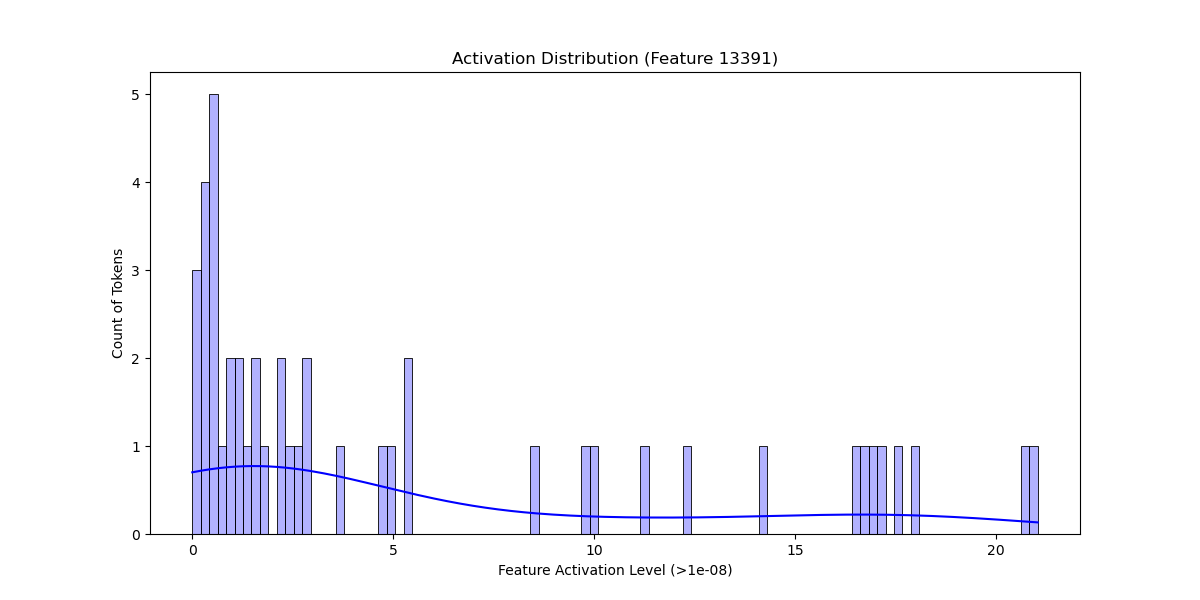 Activation Distribution (Feature 13391)
5
4
3
2
1
0
Count of Tokens
0 5 10 15 20
Feature Activation Level (>1e-08)